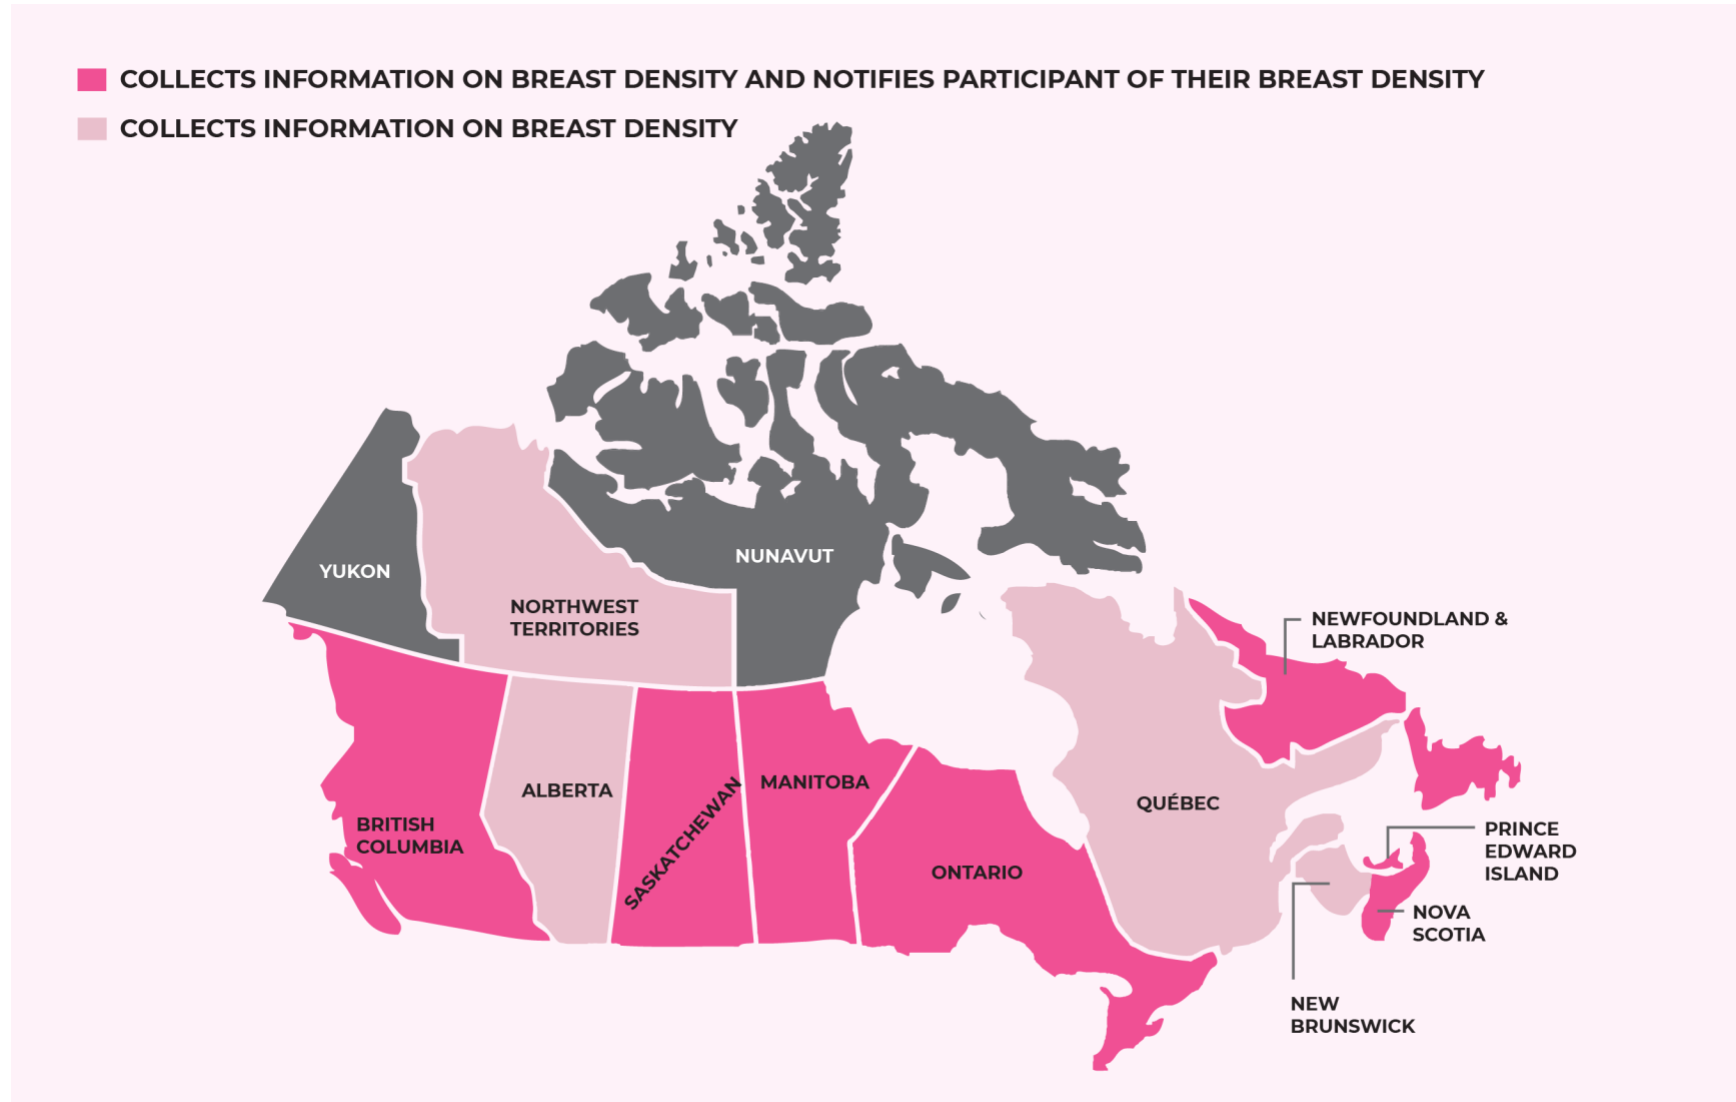 COLLECTS INFORMATION ON BREAST DENSITY AND NOTIFIES PARTICIPANT OF THEIR BREAST DENSITY
COLLECTS INFORMATION ON BREAST DENSITY
YUKON
NORTHWEST
TERRITORIES
NUNAVUT
NEWFOUNDLAND &
LABRADOR
BRITISH
COLUMBIA
ALBERTA
SASKATCHEWAN
MANITOBA
ONTARIO
QUÉBEC
PRINCE
EDWARD
ISLAND
NOVA
SCOTIA
NEW
BRUNSWICK